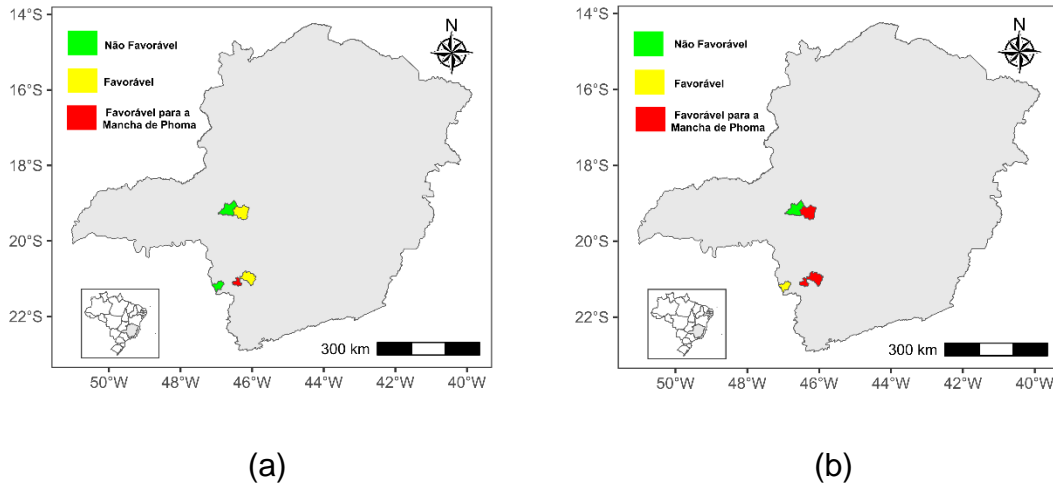 N
14°S
16°S
18°S
20°S
22°S
Não Favorável
Favorável
Favorável para a
Mancha de Phoma
300 km
50°W 48°W 46°W 44°W 42°W 40°W
(a)
N
14°S
16°S
18°S
20°S
22°S
Não Favorável
Favorável
Favorável para a
Mancha de Phoma
300 km
50°W 48°W 46°W 44°W 42°W 40°W
(b)